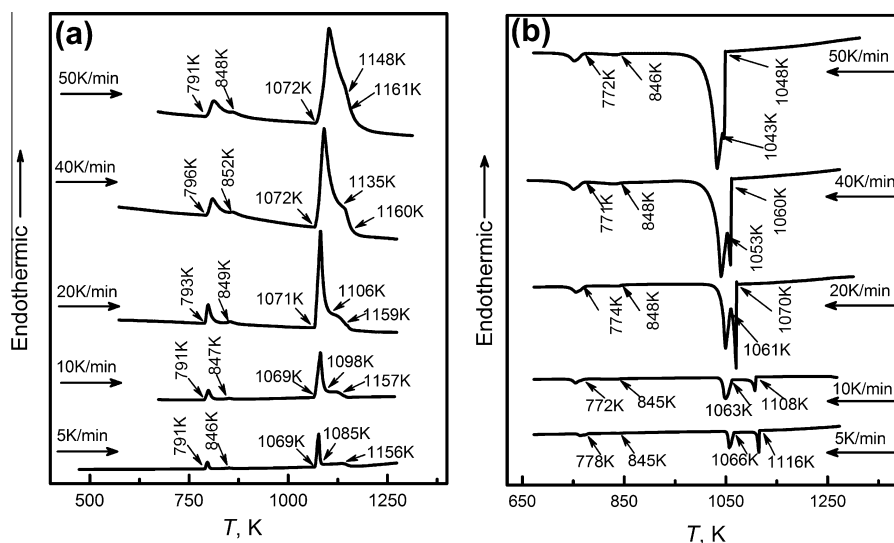 (a)
50K/min
791K
848K
1072K
1148K
1161K
40K/min
796K
852K
1072K
1135K
1160K
20K/min
793K
849K
1071K
1106K
1159K
10K/min
791K
847K
1069K
1098K
1157K
5K/min
791K
846K
1069K
1085K
1156K
Endothermic
500
750
1000
1250
T, K
(b)
50K/min
772K
846K
1048K
1043K
40K/min
771K
848K
1060K
1053K
20K/min
774K
848K
1070K
1061K
10K/min
772K
845K
1063K
1108K
5K/min
778K
845K
1066K
1116K
Endothermic
650
850
1050
1250
T, K